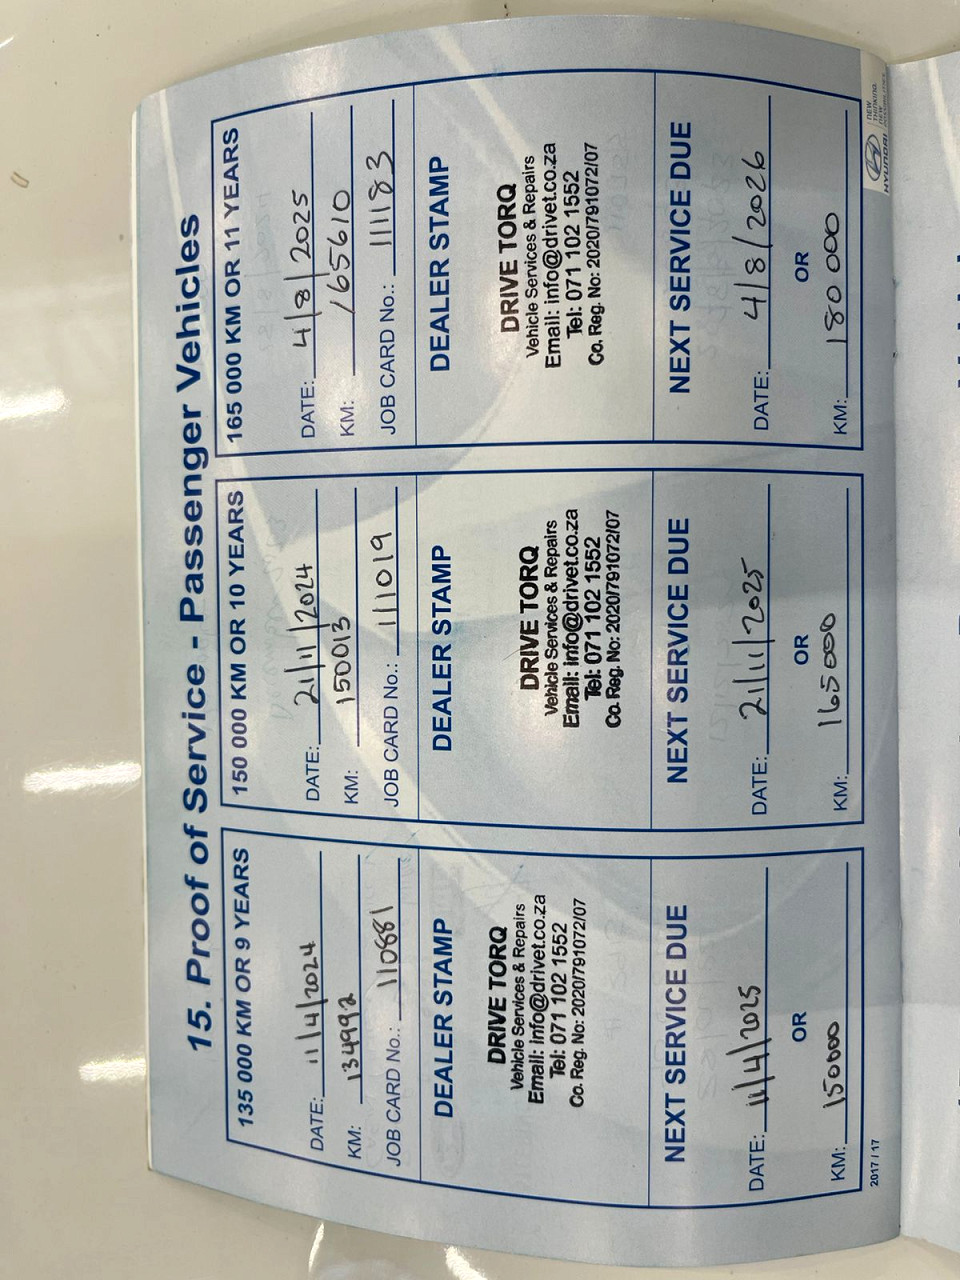 15. Proof of Service - Passenger Vehicles
135 000 KM OR 9 YEARS
DATE: 11/4/2024
KM: 134992
JOB CARD No.: 110881
DEALER STAMP
DRIVE TORQ
Vehicle Services & Repairs
Email: info@drivet.co.za
Tel: 071 102 1552
Co. Reg. No: 2020/791072/07
NEXT SERVICE DUE
DATE: 11/4/2025
OR
KM: 150000
150 000 KM OR 10 YEARS
DATE: 21/11/2024
KM: 150013
JOB CARD No.: 111019
DEALER STAMP
DRIVE TORQ
Vehicle Services & Repairs
Email: info@drivet.co.za
Tel: 071 102 1552
Co. Reg. No: 2020/791072/07
NEXT SERVICE DUE
DATE: 21/11/2025
OR
KM: 165000
165 000 KM OR 11 YEARS
DATE: 4/8/2025
KM: 165610
JOB CARD No.: 111183
DEALER STAMP
DRIVE TORQ
Vehicle Services & Repairs
Email: info@drivet.co.za
Tel: 071 102 1552
Co. Reg. No: 2020/791072/07
NEXT SERVICE DUE
DATE: 4/8/2026
OR
KM: 180 000
2017 / 17
HYUNDAI
NEW
THINKING.
NEW